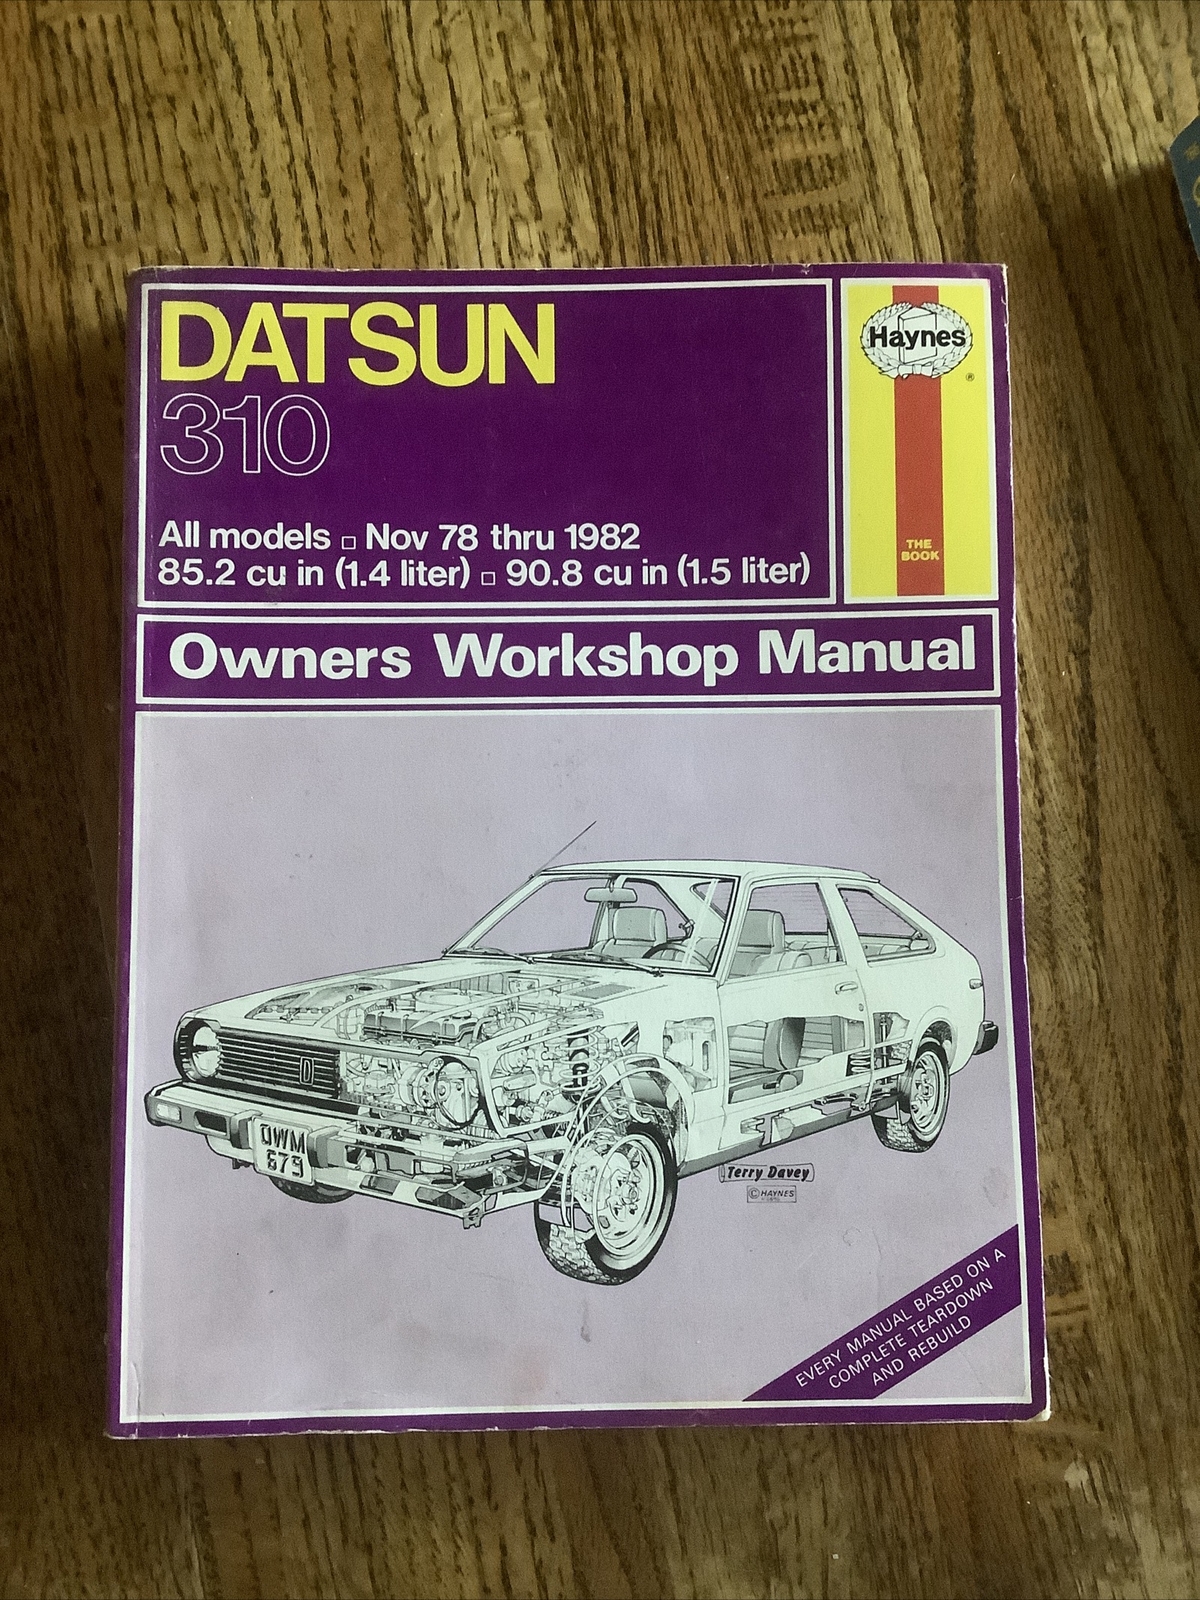 DATSUN
310
All models □ Nov 78 thru 1982
85.2 cu in (1.4 liter) □ 90.8 cu in (1.5 liter)
Haynes
®
THE
BOOK
Owners Workshop Manual
D
OWM
679
Terry Davey
© HAYNES
EVERY MANUAL BASED ON A
COMPLETE TEARDOWN
AND REBUILD